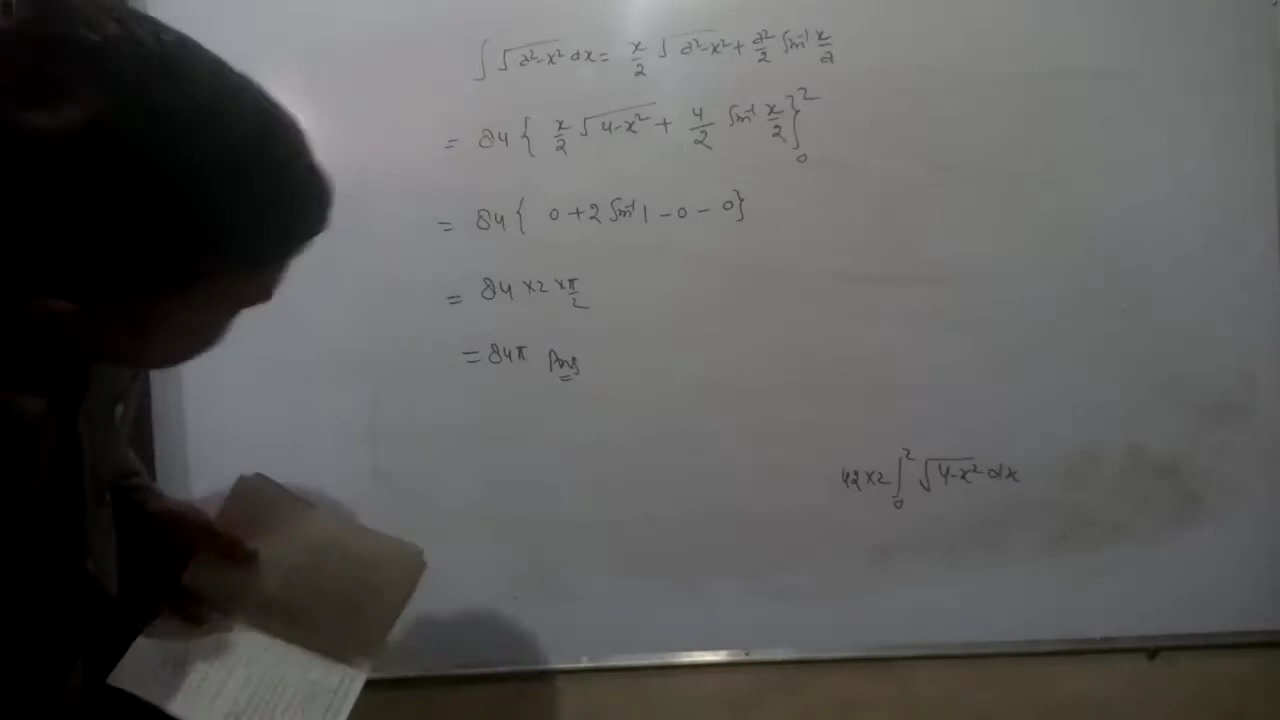 ∫ √a²-x² dx = x/2 √a²-x² + a²/2 Sin⁻¹ x/a
= 84 { x/2 √4-x² + 4/2 Sin⁻¹ x/2 }₀²
= 84 { 0 + 2 Sin⁻¹ 1 - 0 - 0 }
= 84 × 2 × π/2
= 84π Ans
42 × 2 ∫₀² √4-x² dx